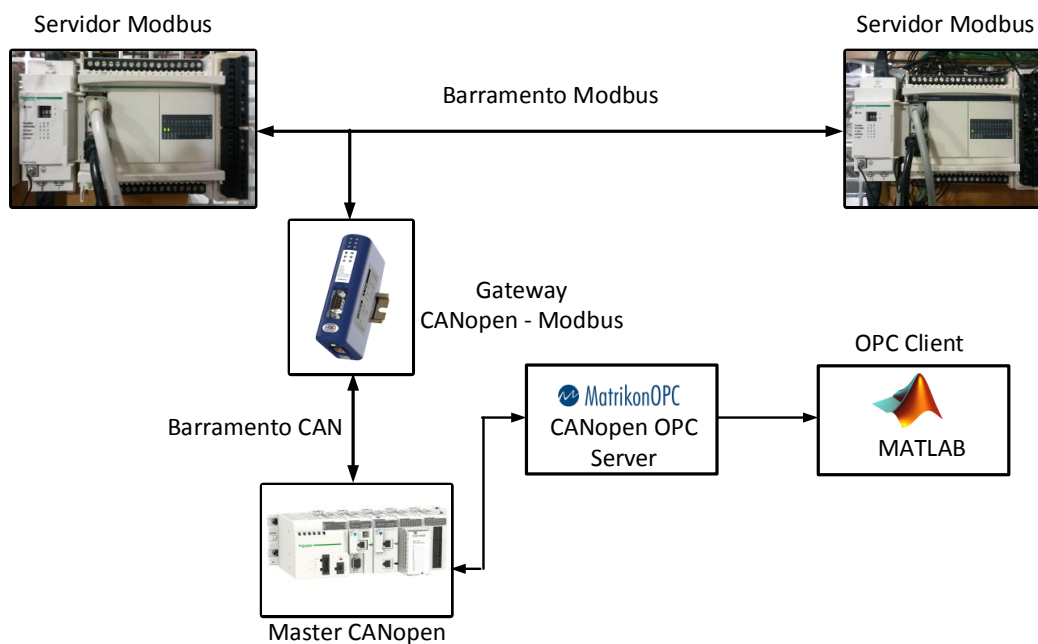 Servidor Modbus
Servidor Modbus
Barramento Modbus
Gateway
CANopen - Modbus
OPC Client
MatrikonOPC
CANopen OPC
Server
MATLAB
Barramento CAN
Master CANopen